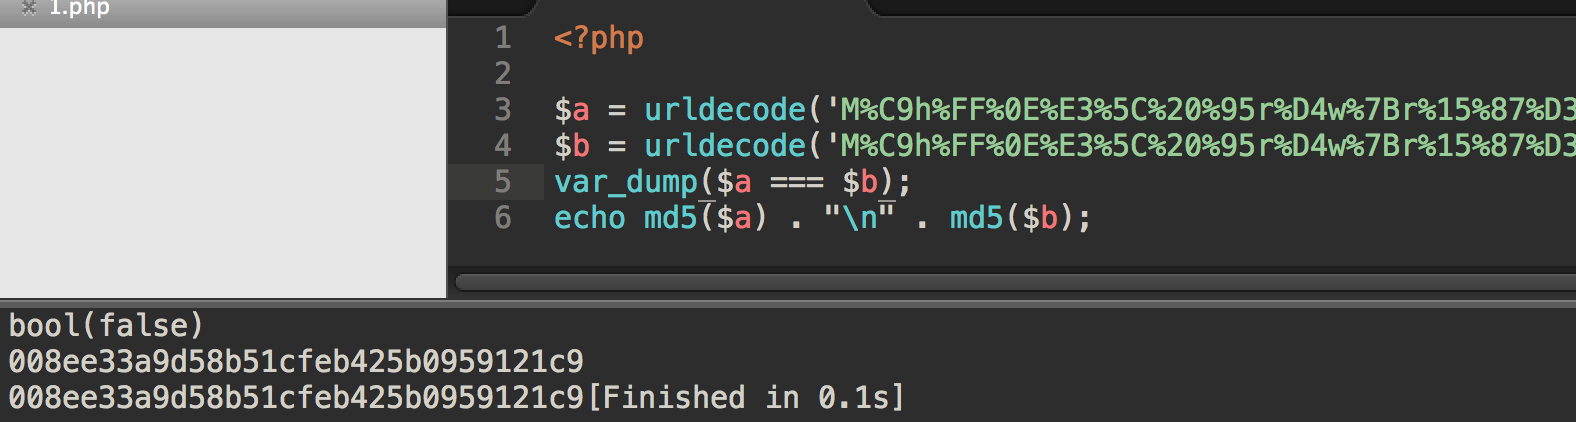 1.php
1 <?php
2
3 $a = urldecode('M%C9h%FF%0E%E3%5C%20%95r%D4w%7Br%15%87%D3
4 $b = urldecode('M%C9h%FF%0E%E3%5C%20%95r%D4w%7Br%15%87%D3
5 var_dump($a === $b);
6 echo md5($a) . "\n" . md5($b);
bool(false)
008ee33a9d58b51cfeb425b0959121c9
008ee33a9d58b51cfeb425b0959121c9[Finished in 0.1s]